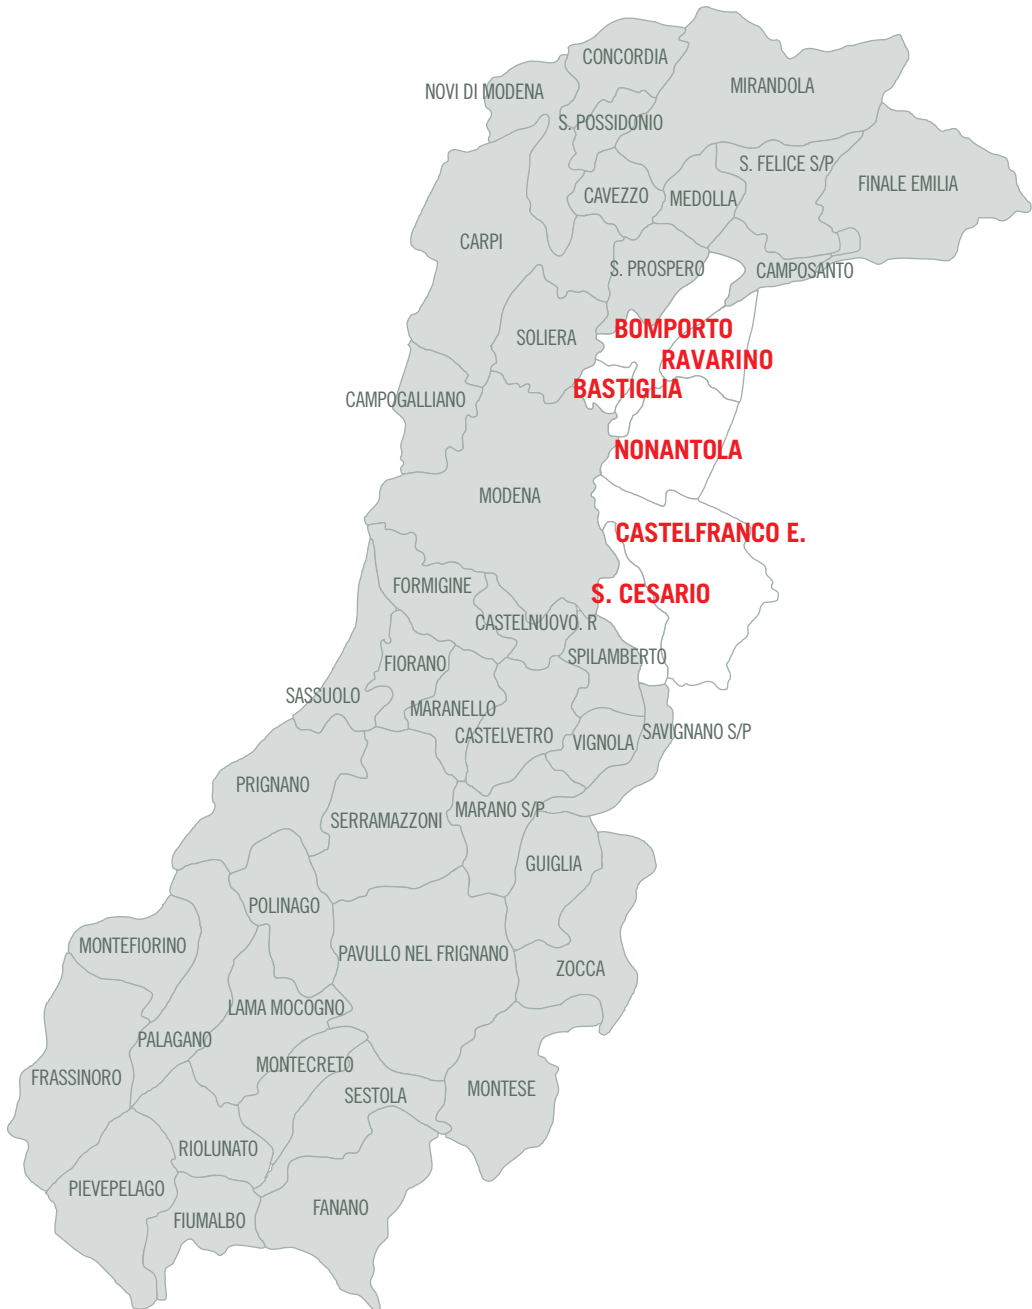 CONCORDIA
MIRANDOLA
NOVI DI MODENA
S. POSSIDONIO
S. FELICE S/P
FINALE EMILIA
CAVEZZO
MEDOLLA
CARPI
S. PROSPERO
CAMPOSANTO
BOMPORTO
SOLIERA
RAVARINO
BASTIGLIA
CAMPOGALLIANO
NONANTOLA
MODENA
CASTELFRANCO E.
FORMIGINE
S. CESARIO
CASTELNUOVO. R
SPILAMBERTO
FIORANO
SASSUOLO
MARANELLO
SAVIGNANO S/P
CASTELVETRO
VIGNOLA
PRIGNANO
MARANO S/P
SERRAMAZZONI
GUIGLIA
POLINAGO
MONTEFIORINO
PAVULLO NEL FRIGNANO
ZOCCA
LAMA MOCOGNO
PALAGANO
MONTECRETO
FRASSINORO
MONTESE
SESTOLA
RIOLUNATO
PIEVEPELAGO
FANANO
FIUMALBO